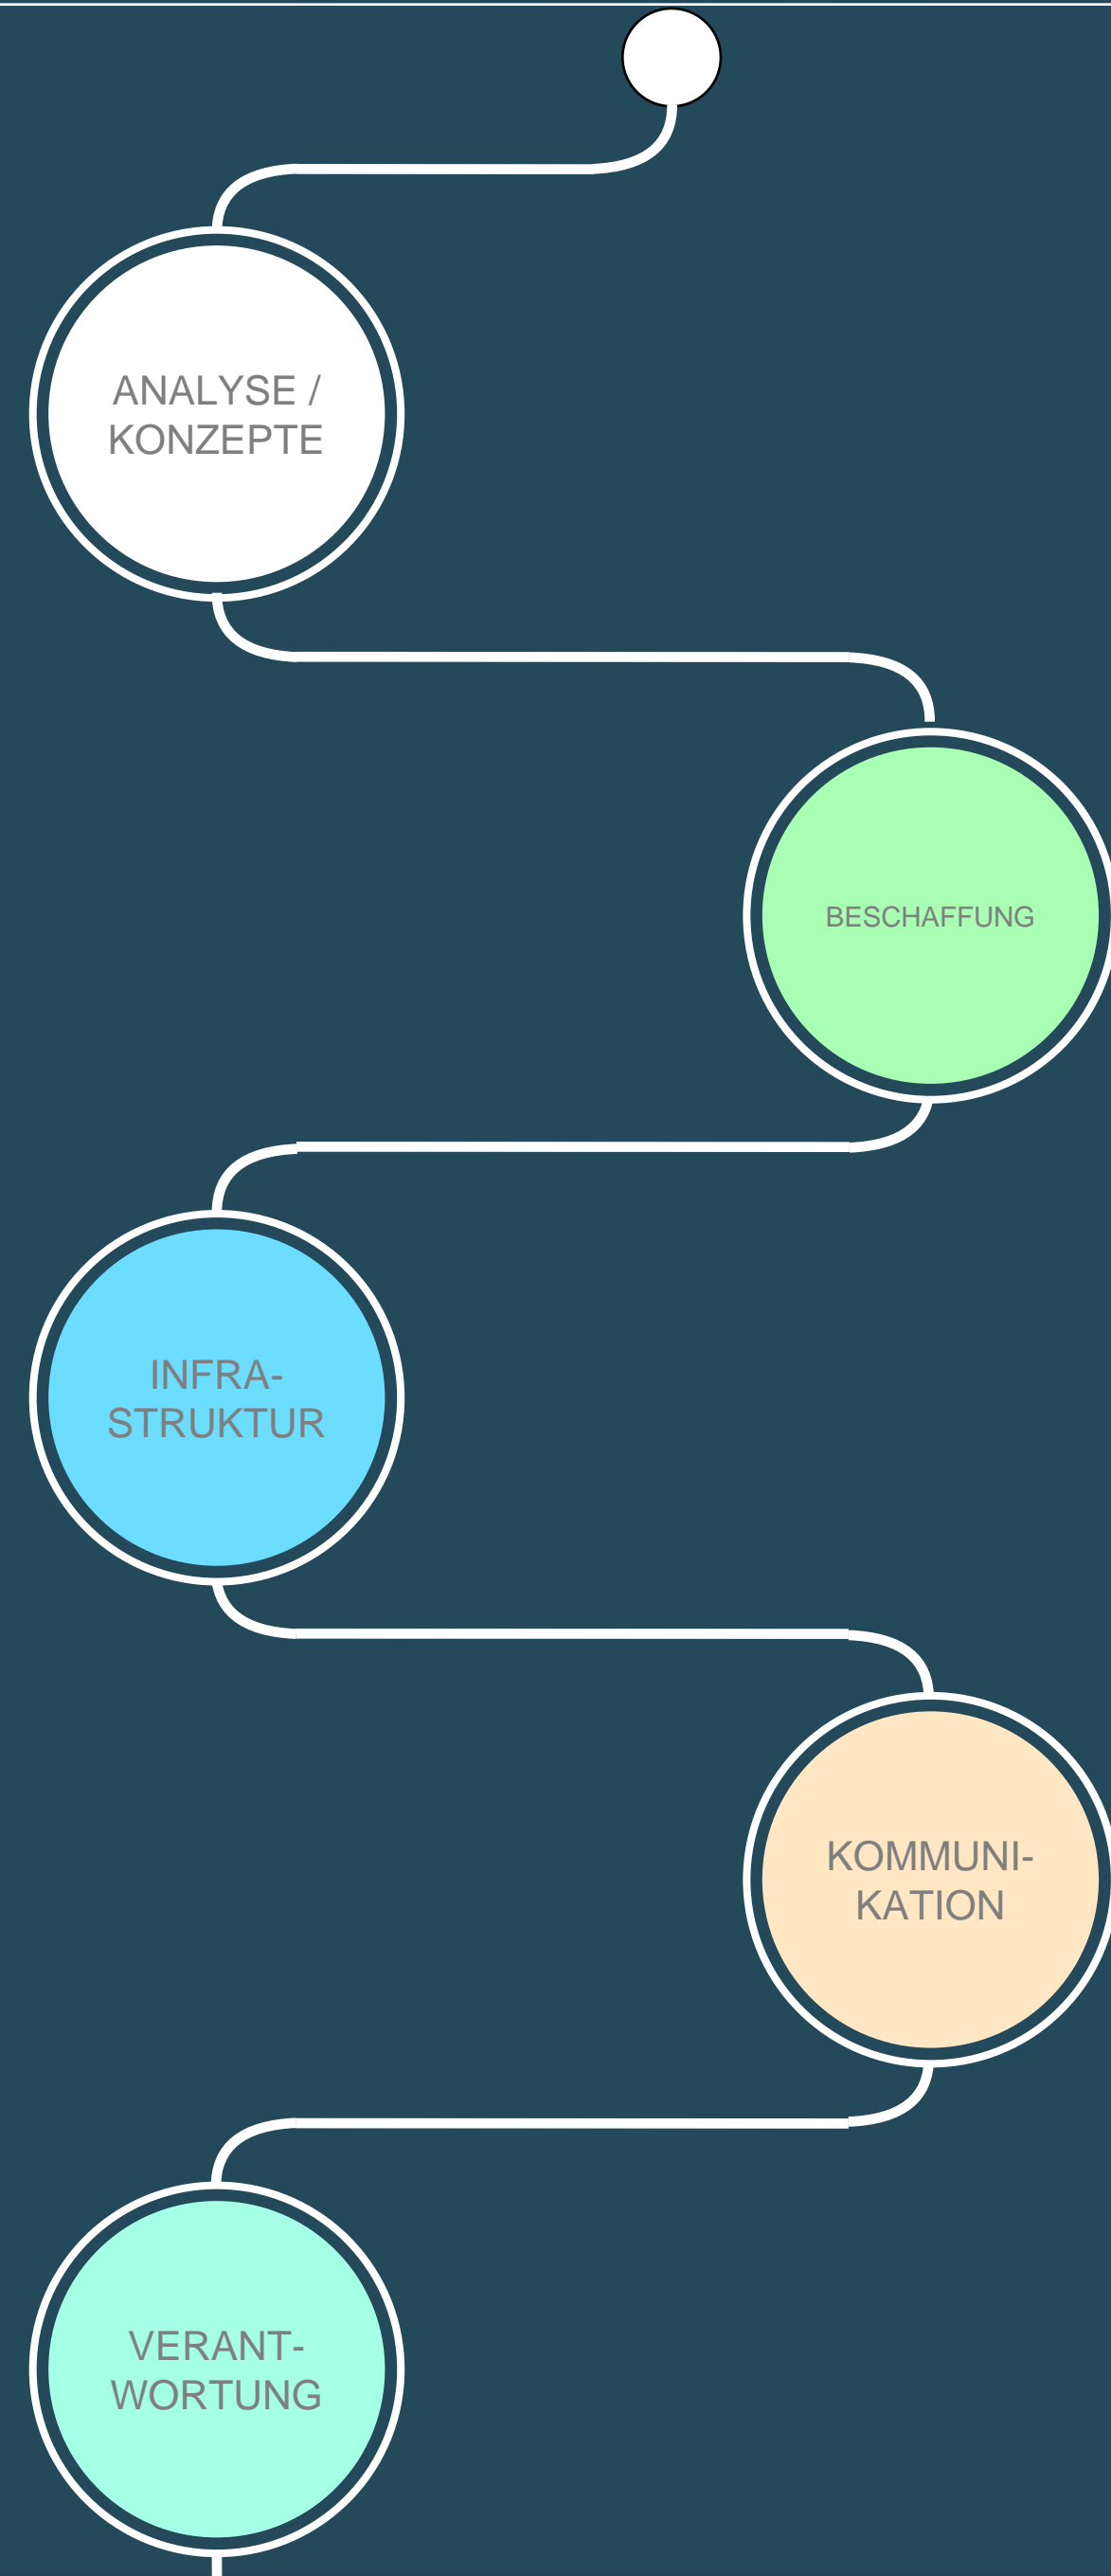 ANALYSE /
KONZEPTE
BESCHAFFUNG
INFRA-
STRUKTUR
KOMMUNI-
KATION
VERANT-
WORTUNG